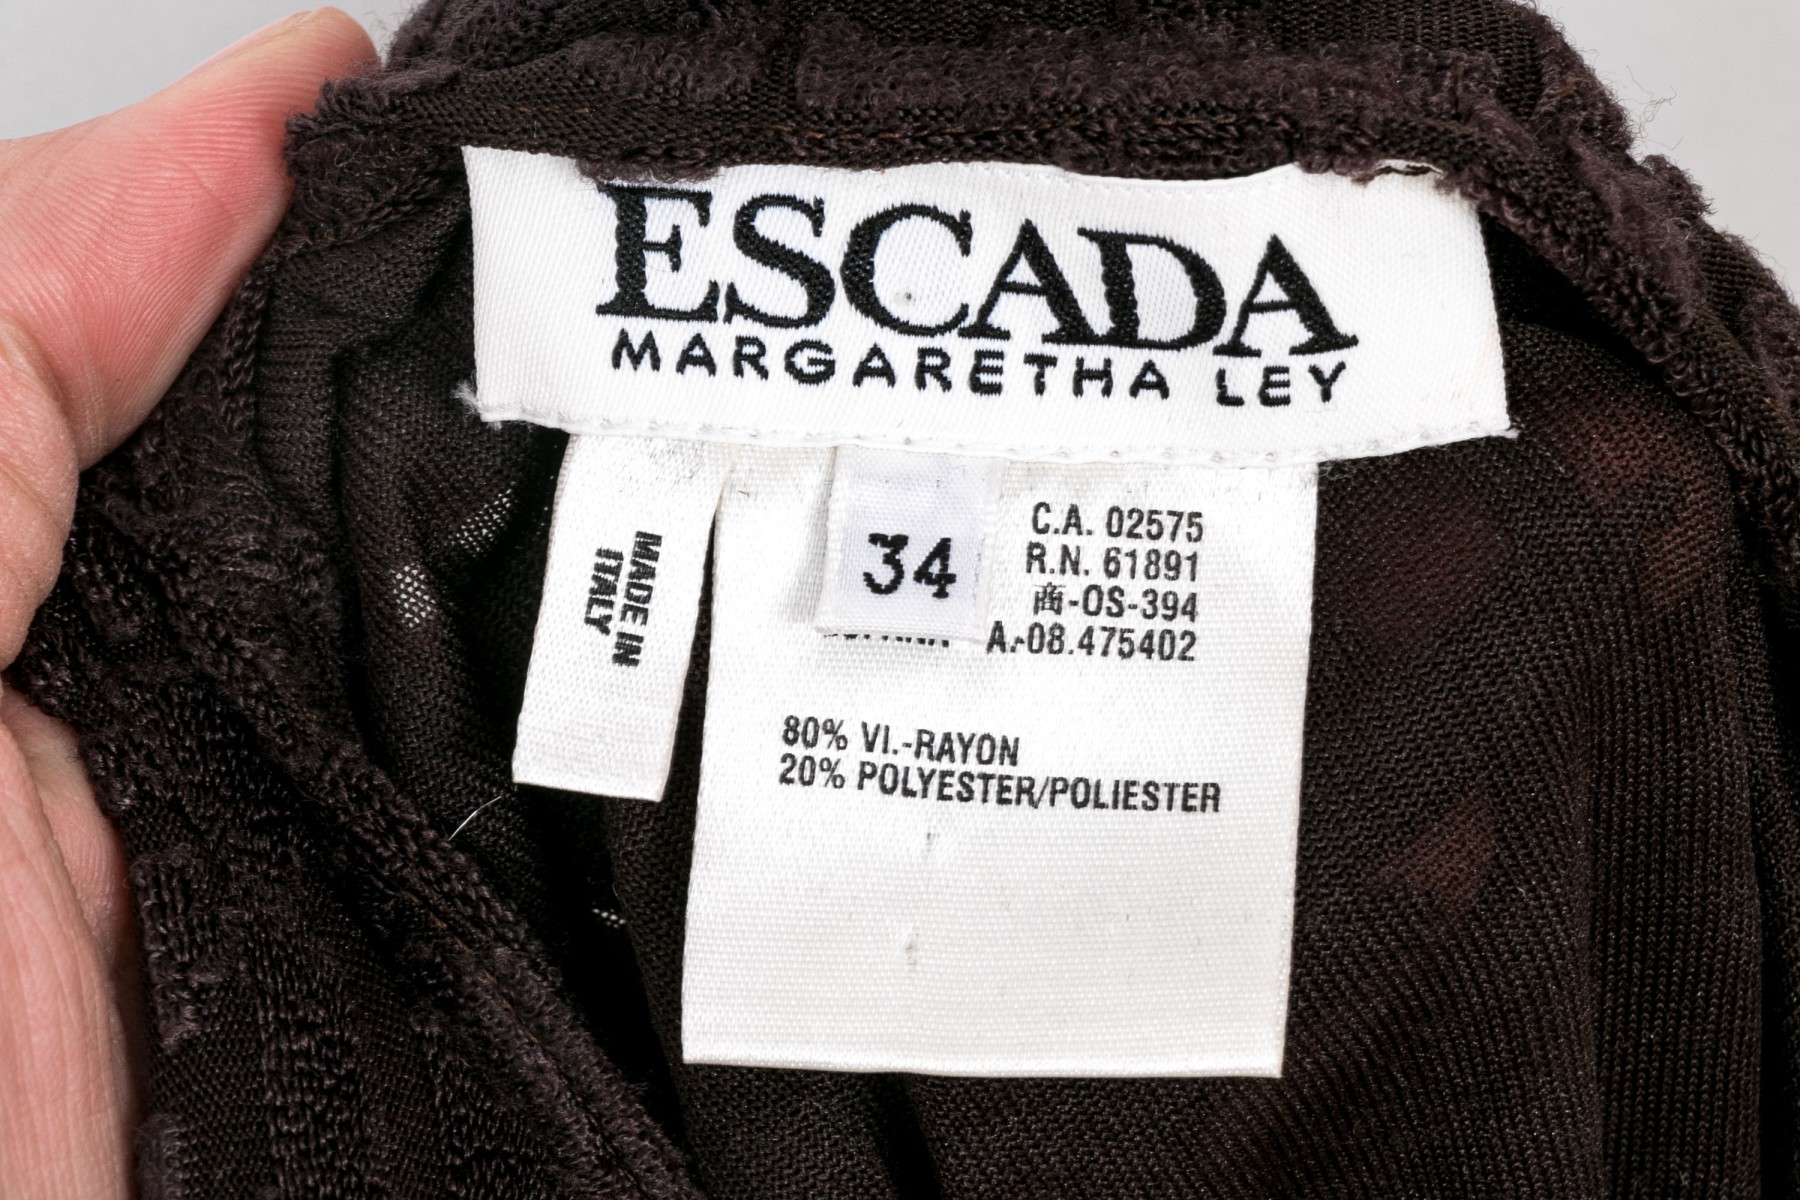 ESCADA
MARGARETHA LEY
MADE IN
ITALY
34
C.A. 02575
R.N. 61891
商-OS-394
A.-08.475402
80% VI.-RAYON
20% POLYESTER/POLIESTER